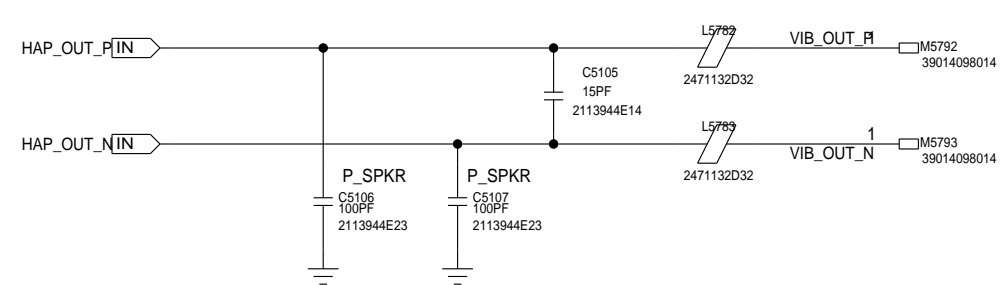 L5782
HAP_OUT_P IN
VIB_OUT_P 1
M5792
39014098014
C5105
15PF
2113944E14
2471132D32
L5783
HAP_OUT_N IN
1
M5793
VIB_OUT_N
39014098014
2471132D32
P_SPKR
C5106
100PF
2113944E23
P_SPKR
C5107
100PF
2113944E23